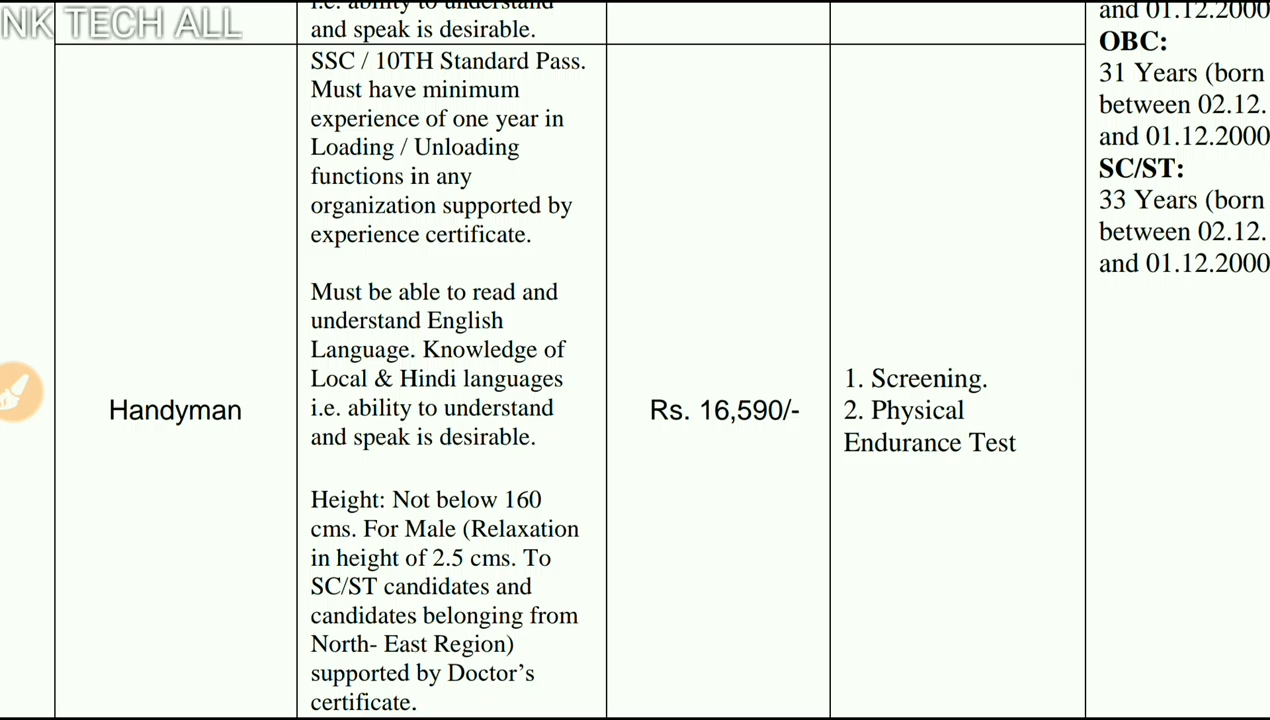 NK TECH ALL
i.e. ability to understand
and speak is desirable.
SSC / 10TH Standard Pass.
Must have minimum
experience of one year in
Loading / Unloading
functions in any
organization supported by
experience certificate.
Must be able to read and
understand English
Language. Knowledge of
Local & Hindi languages
i.e. ability to understand
and speak is desirable.
Height: Not below 160
cms. For Male (Relaxation
in height of 2.5 cms. To
SC/ST candidates and
candidates belonging from
North- East Region)
supported by Doctor’s
certificate.
Handyman
Rs. 16,590/-
1. Screening.
2. Physical
Endurance Test
and 01.12.2000
OBC:
31 Years (born
between 02.12.
and 01.12.2000
SC/ST:
33 Years (born
between 02.12.
and 01.12.2000